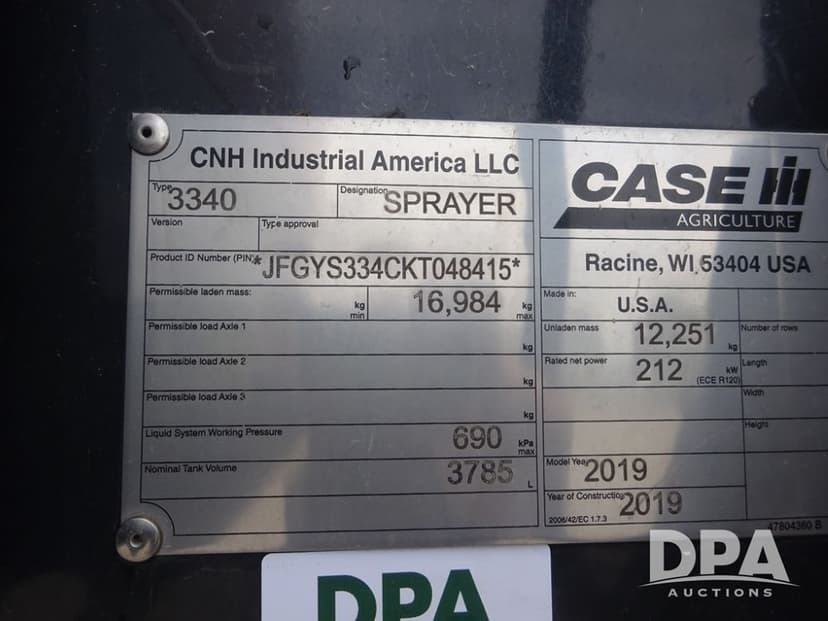 CNH Industrial America LLC
Type 3340 Designation SPRAYER
Version Type approval
Product ID Number (PIN) *JFGYS334CKT048415*
Permissible laden mass: kg min 16,984 kg max
Permissible load Axle 1 kg
Permissible load Axle 2 kg
Permissible load Axle 3 kg
Liquid System Working Pressure 690 kPa max
Nominal Tank Volume 3785 L
CASE IH
AGRICULTURE
Racine, WI 53404 USA
Made in: U.S.A.
Unladen mass 12,251 kg Number of rows
Rated net power 212 kW (ECE R120) Length
Width
Height
Model Year 2019
Year of Construction 2019
2006/42/EC 1.7.3
47804360 B
DPA
DPA
AUCTIONS